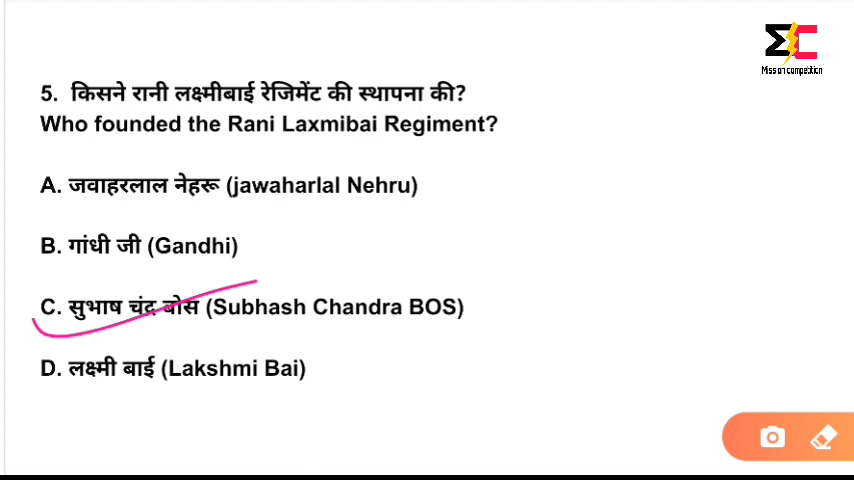 ΣC
Mission competition
5. किसने रानी लक्ष्मीबाई रेजिमेंट की स्थापना की?
Who founded the Rani Laxmibai Regiment?
A. जवाहरलाल नेहरू (jawaharlal Nehru)
B. गांधी जी (Gandhi)
C. सुभाष चंद्र बोस (Subhash Chandra BOS)
D. लक्ष्मी बाई (Lakshmi Bai)